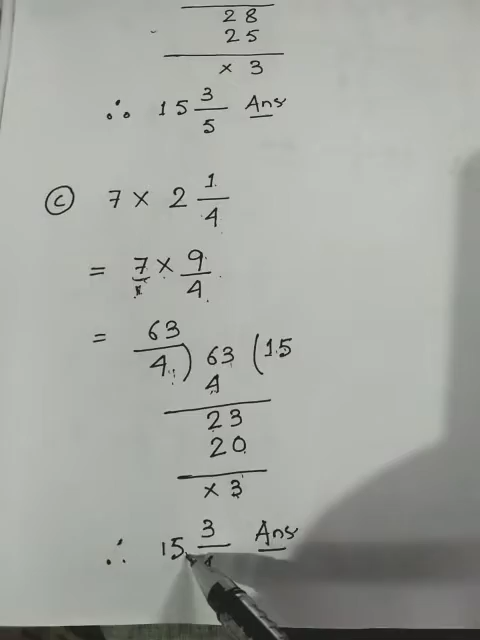 28
25
× 3
∴ 15 3/5 Ans
ⓒ 7 × 2 1/4
= 7 × 9/4
= 63/4 ) 63 ( 15
4
23
20
× 3
∴ 15 3/4 Ans